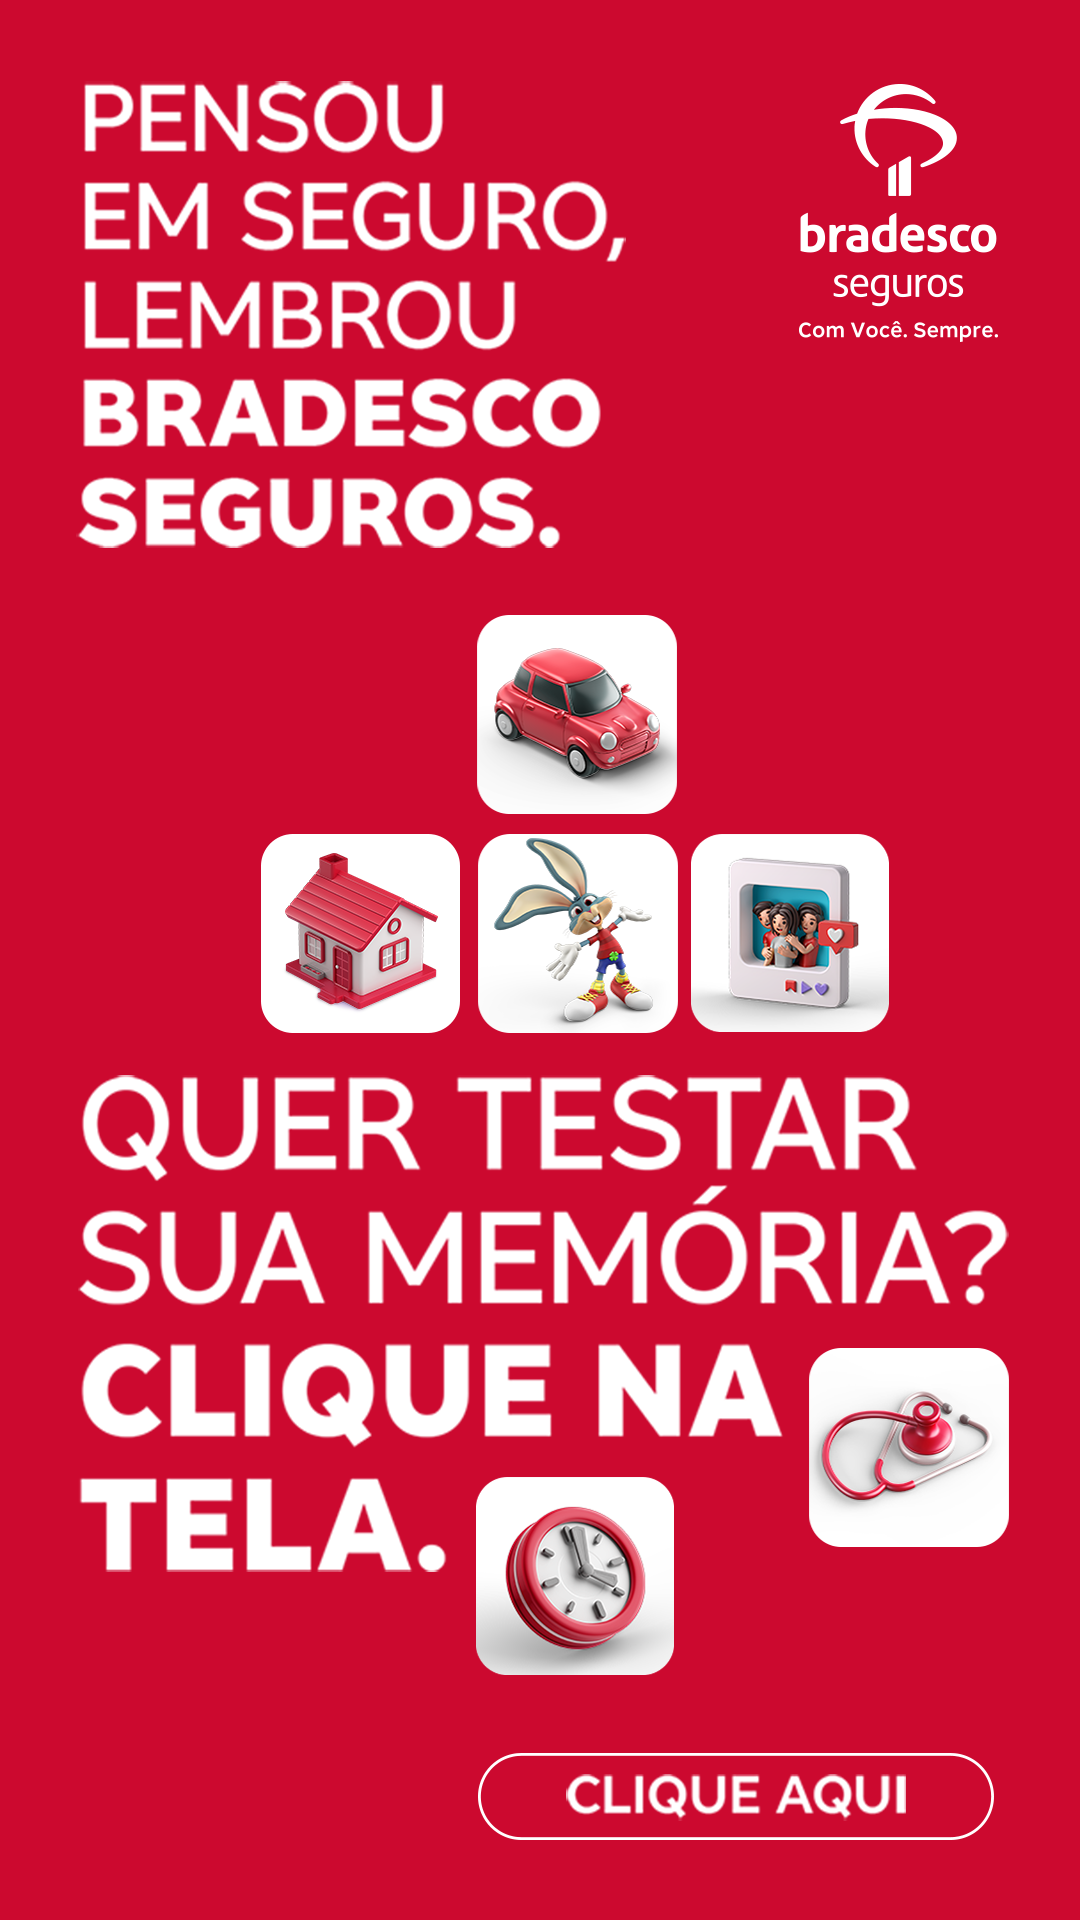 PENSOU
EM SEGURO,
LEMBROU
BRADESCO
SEGUROS.
bradesco
seguros
Com Você. Sempre.
QUER TESTAR
SUA MEMÓRIA?
CLIQUE NA
TELA.
CLIQUE AQUI